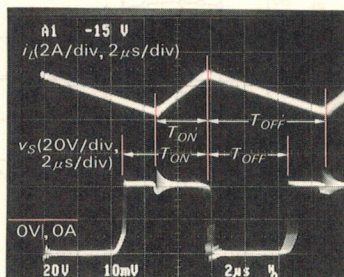 A1 -15 V
i_L(2A/div, 2μs/div)
T_ON' T_OFF'
v_S(20V/div, 2μs/div)
T_ON T_OFF
0V, 0A
20V 10mV 2μs